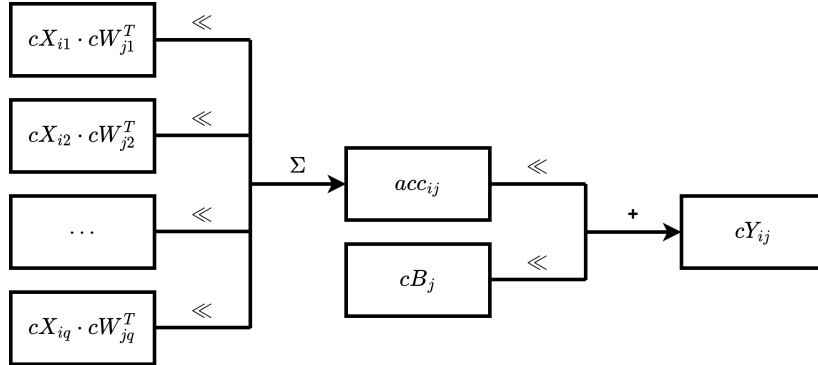 cX_{i1} · cW_{j1}^T
≪
cX_{i2} · cW_{j2}^T
≪
Σ
acc_{ij}
≪
+
cY_{ij}
...
≪
cB_j
≪
cX_{iq} · cW_{jq}^T
≪